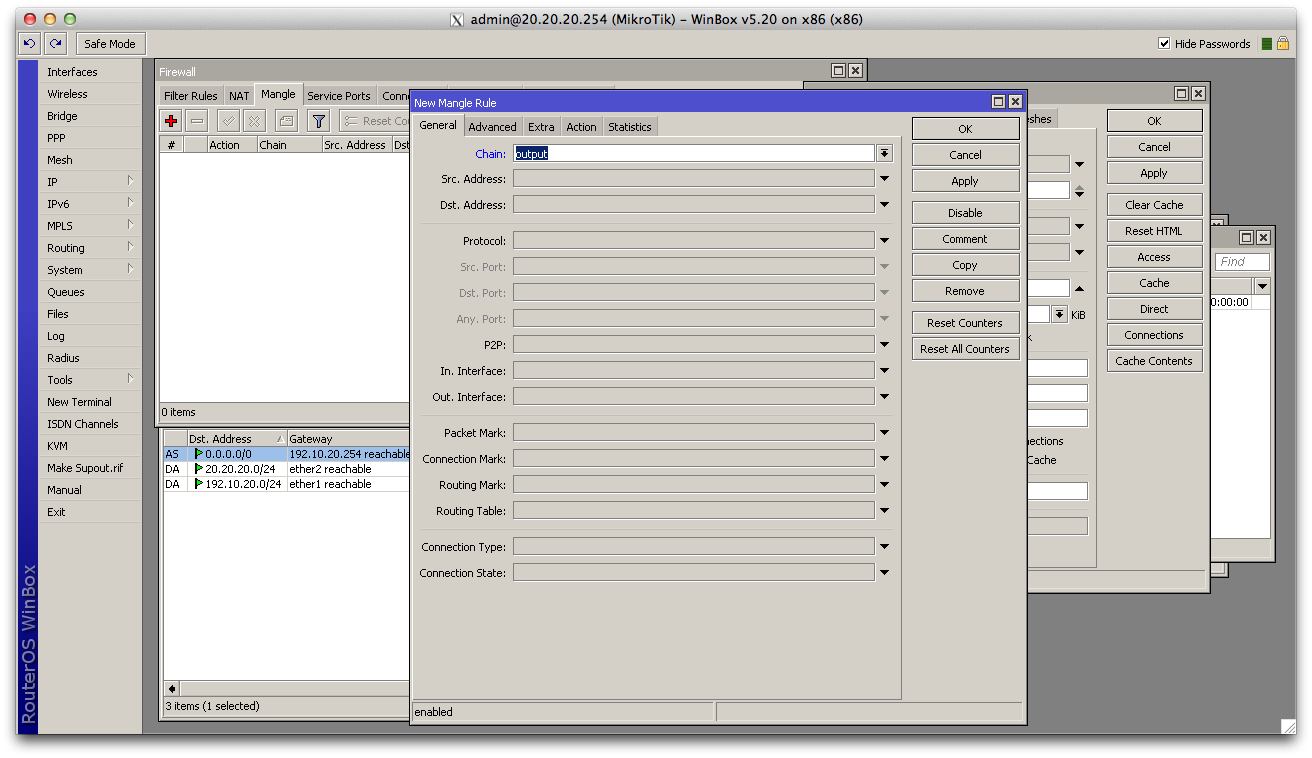 admin@20.20.20.254 (MikroTik) – WinBox v5.20 on x86 (x86)
Safe Mode
Hide Passwords
RouterOS WinBox
Interfaces
Wireless
Bridge
PPP
Mesh
IP
IPv6
MPLS
Routing
System
Queues
Files
Log
Radius
Tools
New Terminal
ISDN Channels
KVM
Make Supout.rif
Manual
Exit
Firewall
Filter Rules NAT Mangle Service Ports
Reset
# Action Chain Src. Address Dst
0 items
Dst. Address Gateway
AS 0.0.0.0/0 192.10.20.254 reachable
DA 20.20.20.0/24 ether2 reachable
DA 192.10.20.0/24 ether1 reachable
3 items (1 selected)
New Mangle Rule
General Advanced Extra Action Statistics
Chain: output
Src. Address:
Dst. Address:
Protocol:
Src. Port:
Dst. Port:
Any. Port:
P2P:
In. Interface:
Out. Interface:
Packet Mark:
Connection Mark:
Routing Mark:
Routing Table:
Connection Type:
Connection State:
enabled
OK
Cancel
Apply
Disable
Comment
Copy
Remove
Reset Counters
Reset All Counters
eshes
KiB
nections
Cache
OK
Cancel
Apply
Clear Cache
Reset HTML
Access
Cache
Direct
Connections
Cache Contents
Find
0:00:00